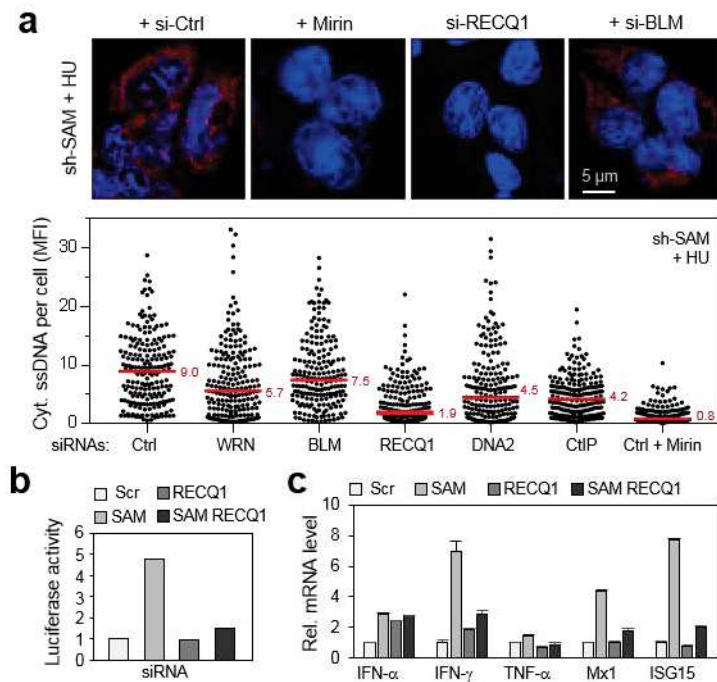 a
+ si-Ctrl + Mirin si-RECQ1 + si-BLM
sh-SAM + HU
5 µm
Cyt. ssDNA per cell (MFI)
30
20
10
0
sh-SAM
+ HU
9.0
5.7
7.5
1.9
4.5
4.2
0.8
siRNAs: Ctrl WRN BLM RECQ1 DNA2 CtIP Ctrl + Mirin
b
Scr RECQ1
SAM SAM RECQ1
Luciferase activity
6
5
4
3
2
1
0
siRNA
c
Scr SAM RECQ1 SAM RECQ1
Rel. mRNA level
10
8
6
4
2
0
IFN-α IFN-γ TNF-α Mx1 ISG15